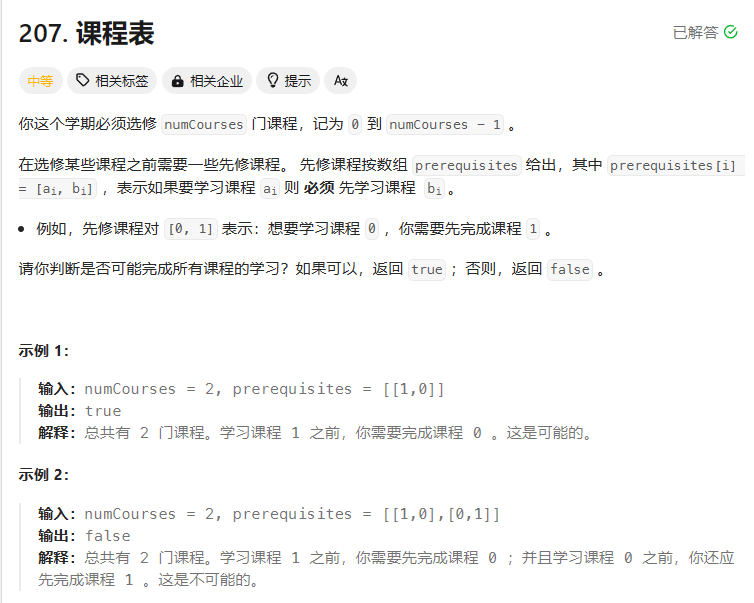 207. 课程表
已解答
中等 相关标签 相关企业 提示 Aあ
你这个学期必须选修 numCourses 门课程，记为 0 到 numCourses - 1 。
在选修某些课程之前需要一些先修课程。 先修课程按数组 prerequisites 给出，其中 prerequisites[i]
= [ai, bi] ，表示如果要学习课程 ai 则 必须 先学习课程 bi 。
例如，先修课程对 [0, 1] 表示：想要学习课程 0 ，你需要先完成课程 1 。
请你判断是否可能完成所有课程的学习？如果可以，返回 true ；否则，返回 false 。
示例 1：
输入：numCourses = 2, prerequisites = [[1,0]]
输出：true
解释：总共有 2 门课程。学习课程 1 之前，你需要完成课程 0 。这是可能的。
示例 2：
输入：numCourses = 2, prerequisites = [[1,0],[0,1]]
输出：false
解释：总共有 2 门课程。学习课程 1 之前，你需要先完成课程 0 ；并且学习课程 0 之前，你还应
先完成课程 1 。这是不可能的。